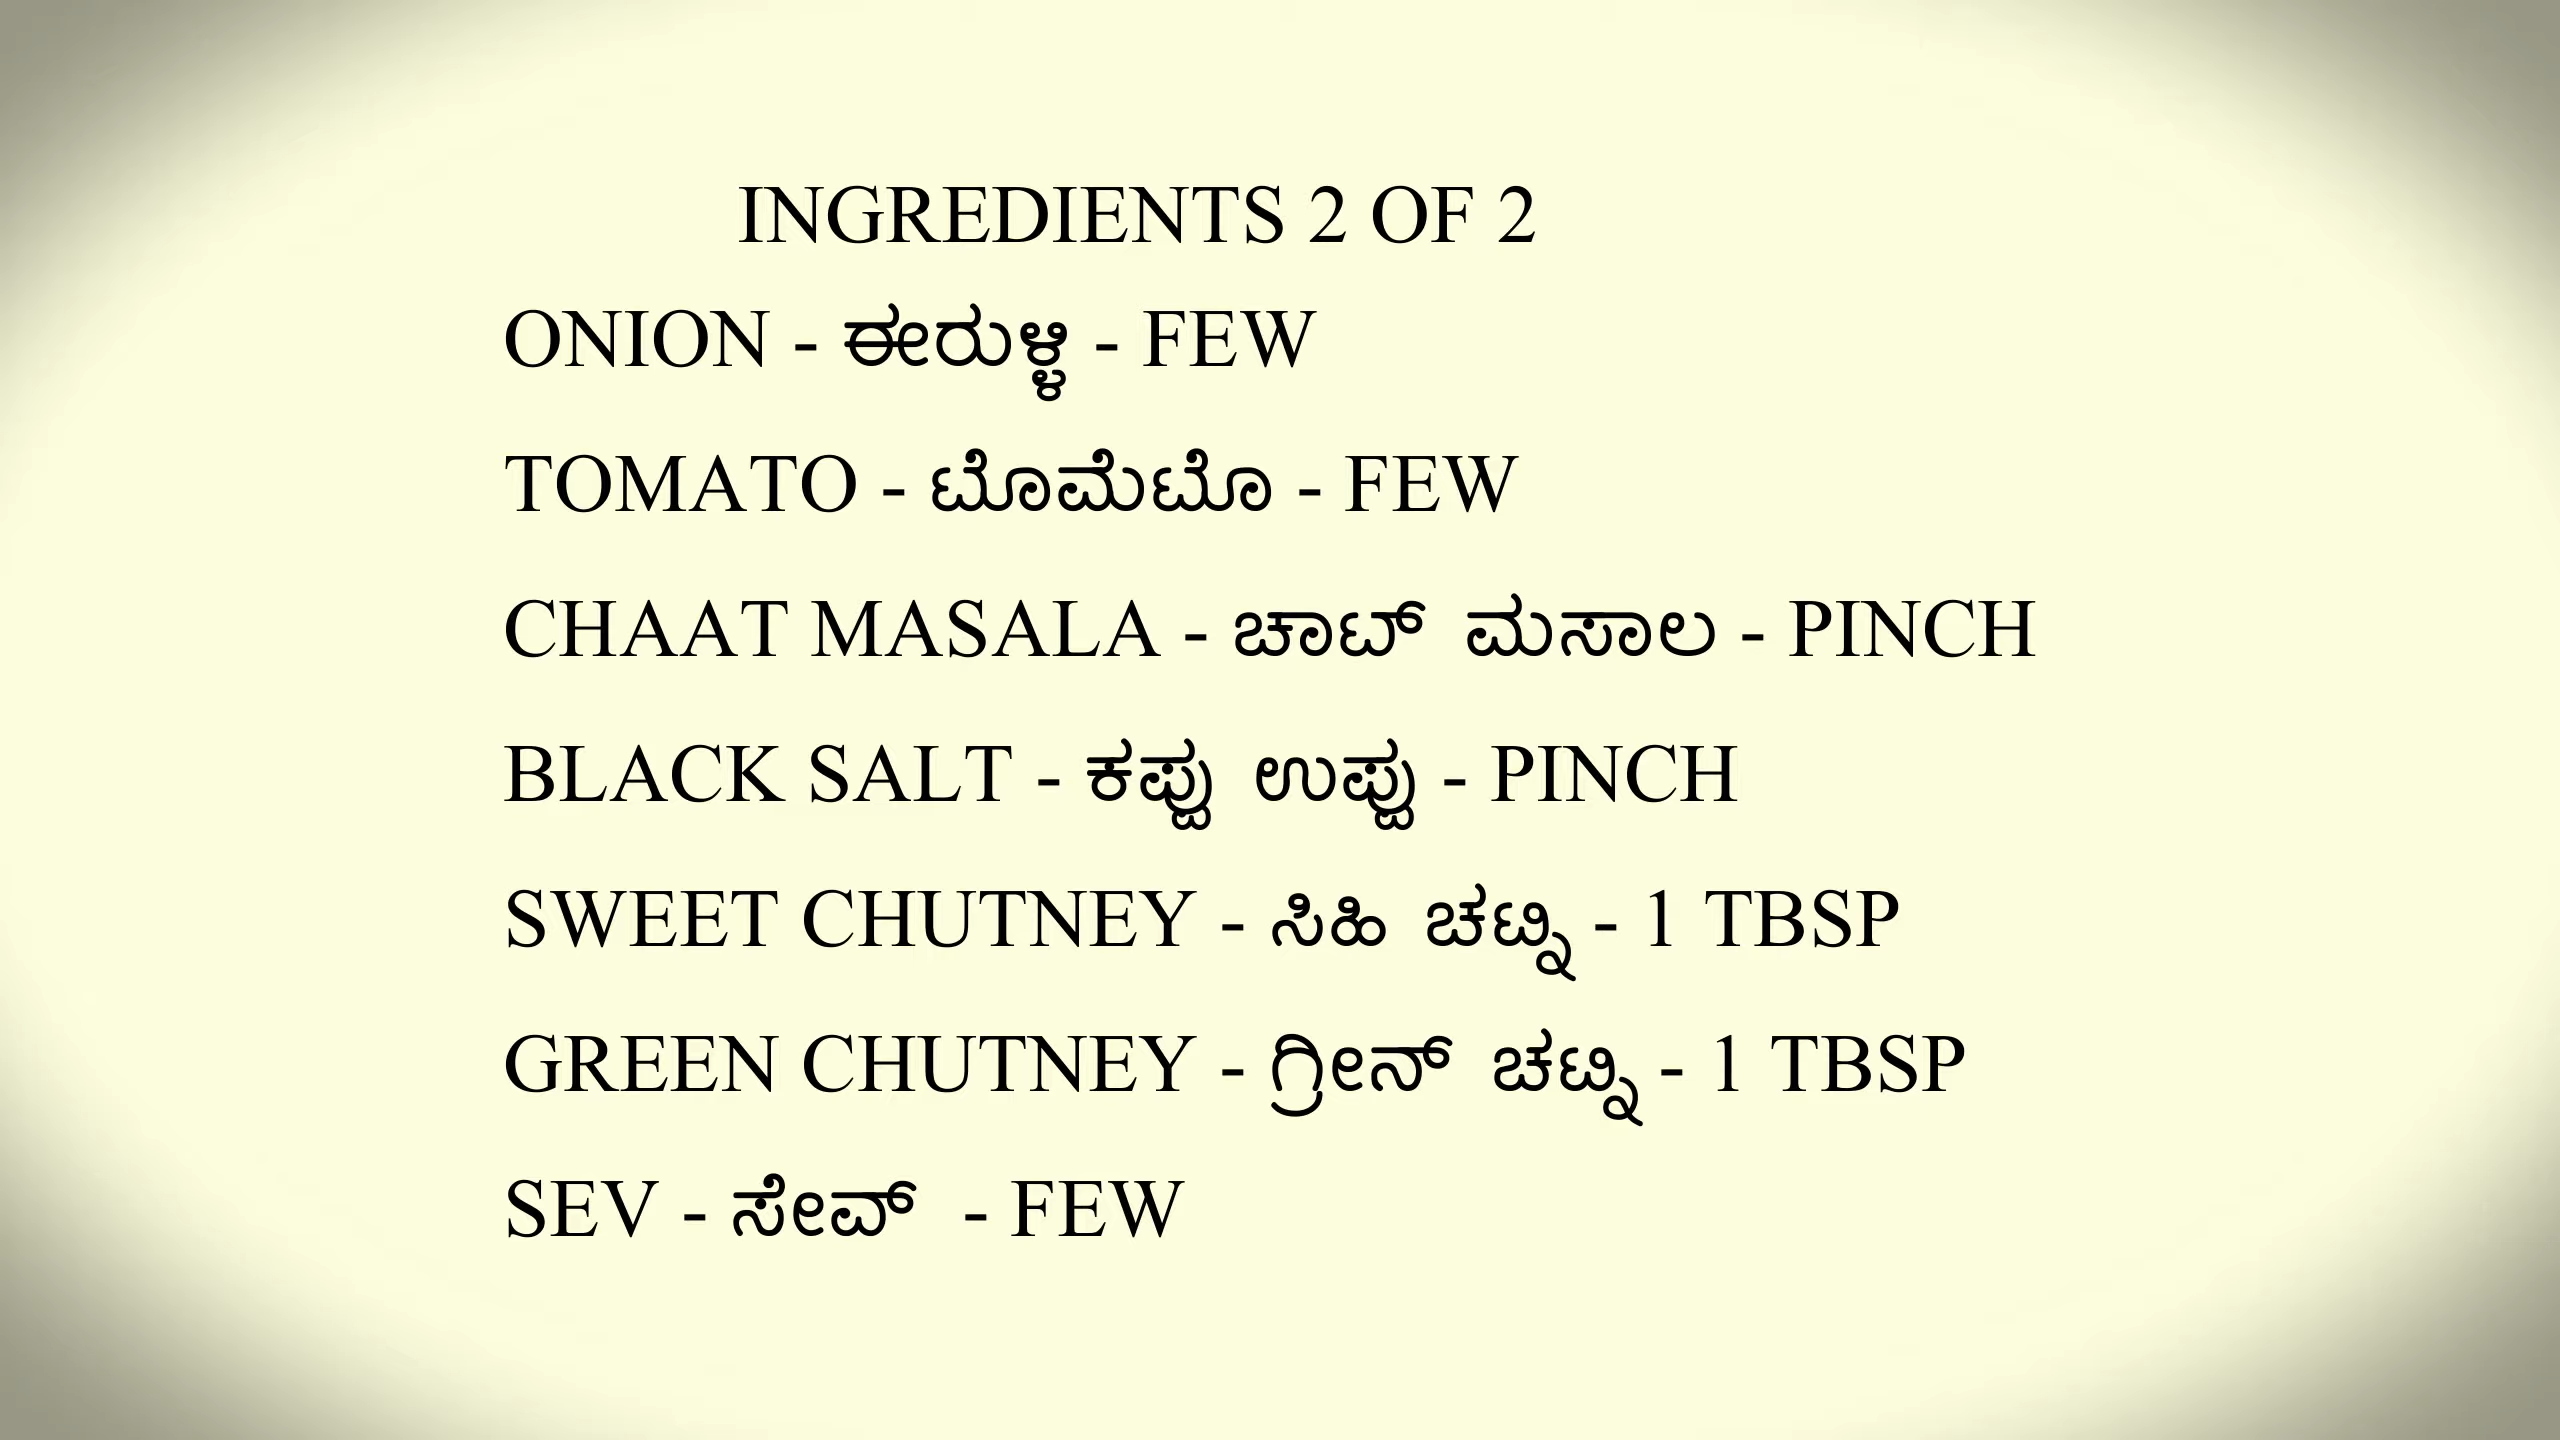 INGREDIENTS 2 OF 2
ONION - ಈರುಳ್ಳಿ - FEW
TOMATO - ಟೊಮೆಟೊ - FEW
CHAAT MASALA - ಚಾಟ್ ಮಸಾಲ - PINCH
BLACK SALT - ಕಪ್ಪು ಉಪ್ಪು - PINCH
SWEET CHUTNEY - ಸಿಹಿ ಚಟ್ನಿ - 1 TBSP
GREEN CHUTNEY - ಗ್ರೀನ್ ಚಟ್ನಿ - 1 TBSP
SEV - ಸೇವ್ - FEW